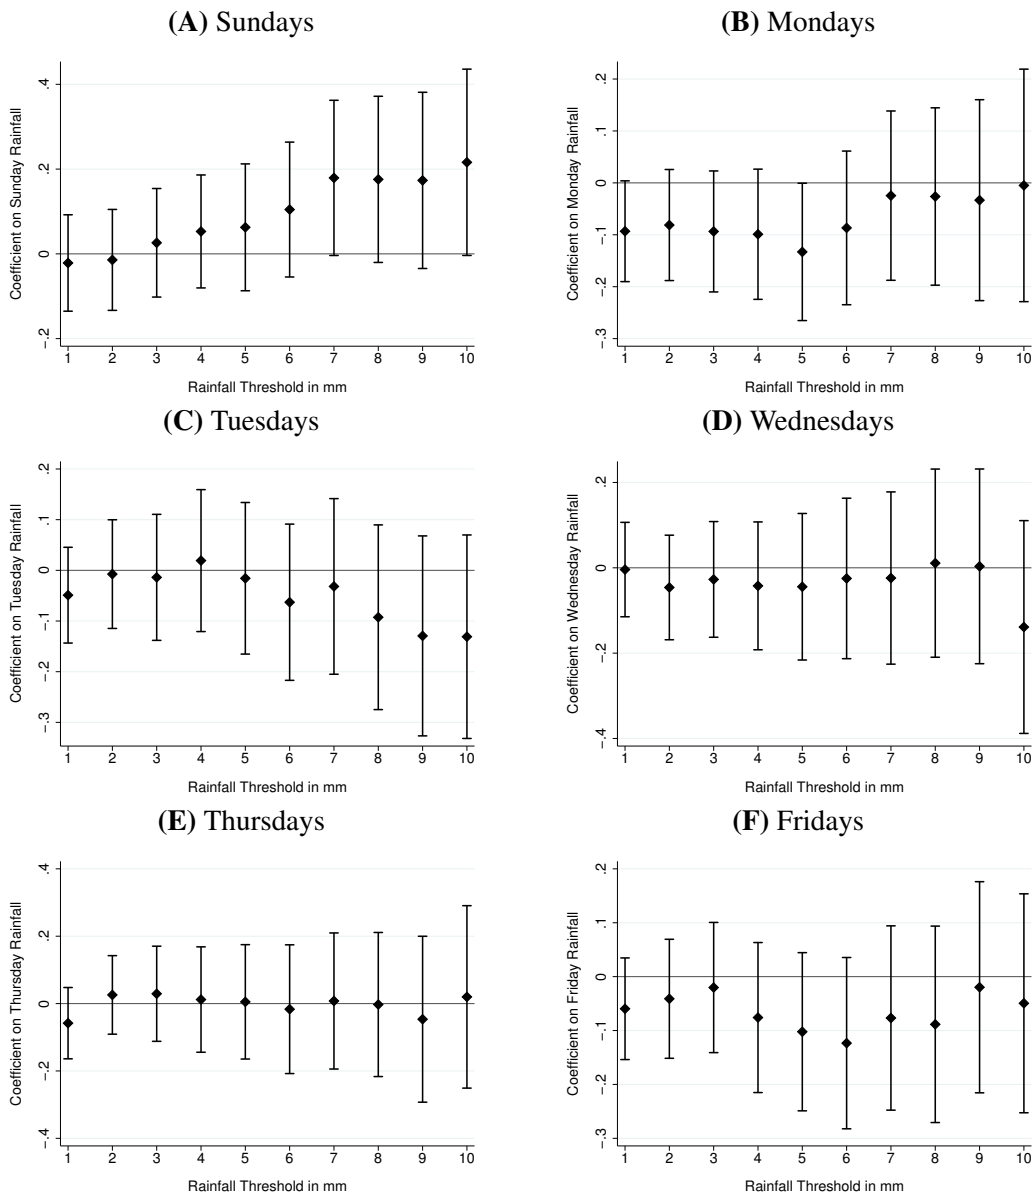 (A) Sundays
Coefficient on Sunday Rainfall
.4
.2
0
-.2
1 2 3 4 5 6 7 8 9 10
Rainfall Threshold in mm
(B) Mondays
Coefficient on Monday Rainfall
.2
.1
0
-.1
-.2
-.3
1 2 3 4 5 6 7 8 9 10
Rainfall Threshold in mm
(C) Tuesdays
Coefficient on Tuesday Rainfall
.2
.1
0
-.1
-.2
-.3
1 2 3 4 5 6 7 8 9 10
Rainfall Threshold in mm
(D) Wednesdays
Coefficient on Wednesday Rainfall
.2
0
-.2
-.4
1 2 3 4 5 6 7 8 9 10
Rainfall Threshold in mm
(E) Thursdays
Coefficient on Thursday Rainfall
.4
.2
0
-.2
-.4
1 2 3 4 5 6 7 8 9 10
Rainfall Threshold in mm
(F) Fridays
Coefficient on Friday Rainfall
.2
.1
0
-.1
-.2
-.3
1 2 3 4 5 6 7 8 9 10
Rainfall Threshold in mm